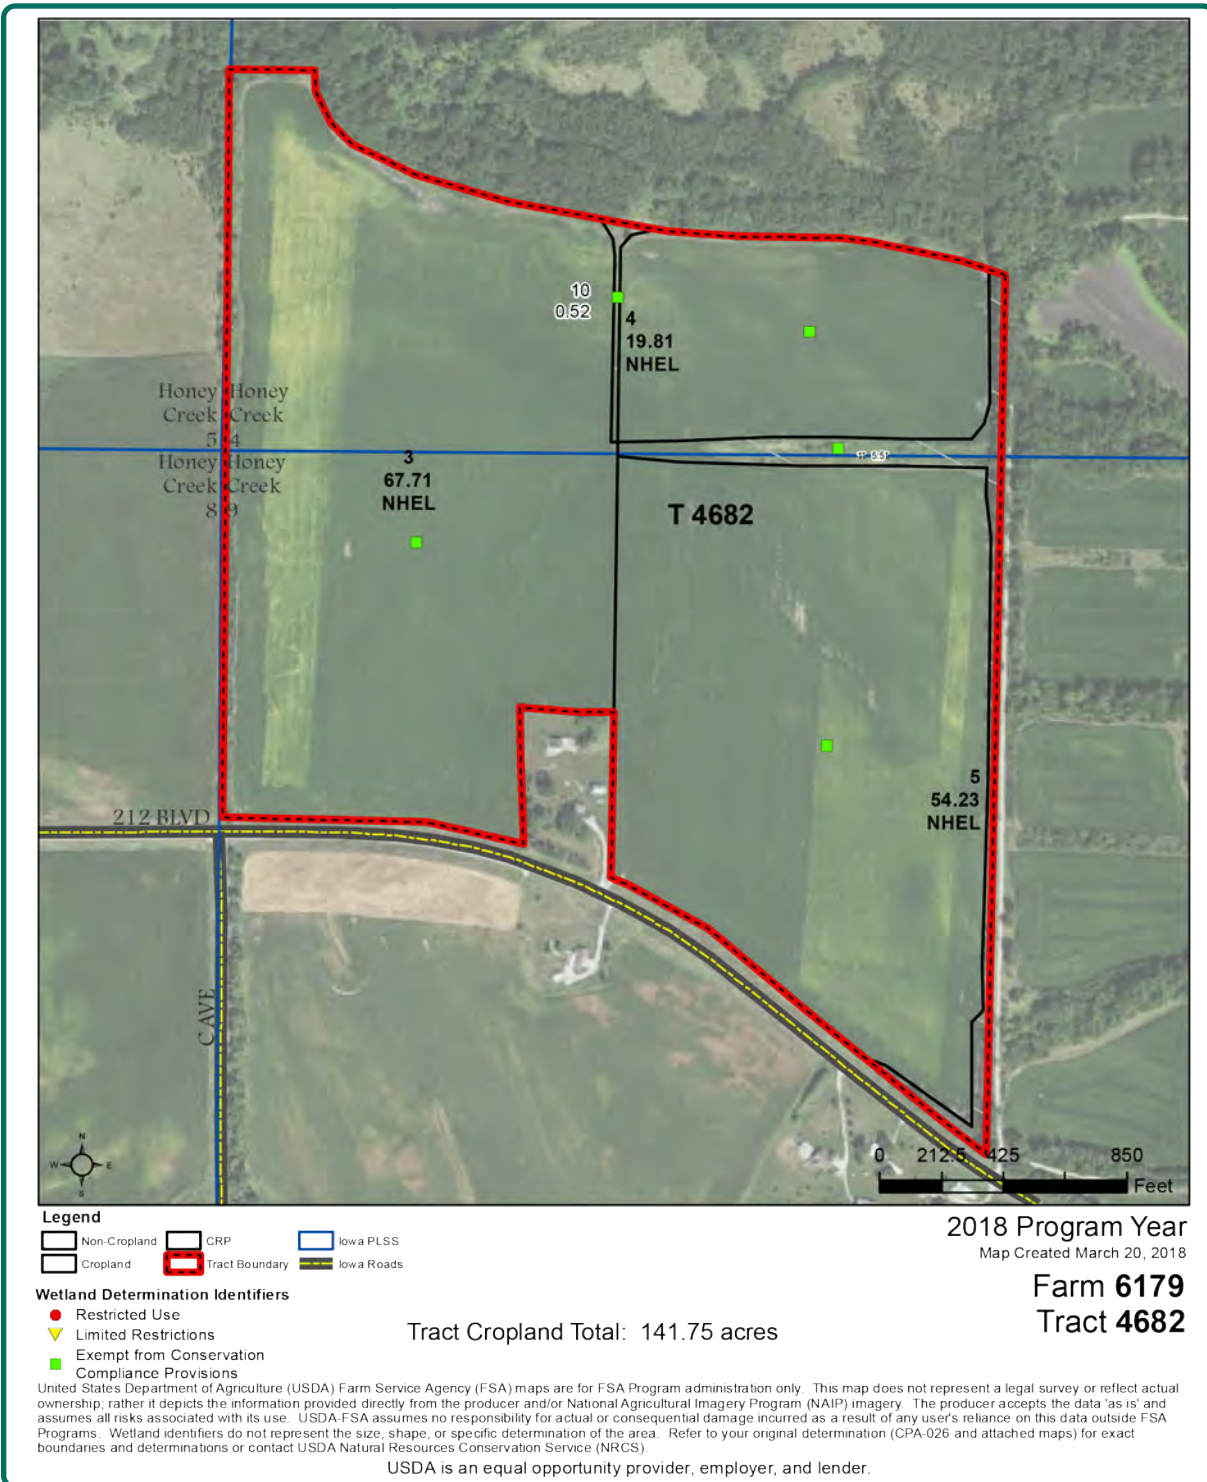 10
0.52
4
19.81
NHEL
Honey Honey
Creek Creek
5 4
Honey Honey
Creek Creek
8 9
3
67.71
NHEL
T 4682
5
54.23
NHEL
212 BLVD
C AVE
N
W E
S
0 212.5 425 850
Feet
Legend
Non-Cropland CRP Iowa PLSS
Cropland Tract Boundary Iowa Roads
2018 Program Year
Map Created March 20, 2018
Farm 6179
Tract 4682
Wetland Determination Identifiers
Restricted Use
Limited Restrictions
Exempt from Conservation
Compliance Provisions
Tract Cropland Total: 141.75 acres
United States Department of Agriculture (USDA) Farm Service Agency (FSA) maps are for FSA Program administration only. This map does not represent a legal survey or reflect actual
ownership; rather it depicts the information provided directly from the producer and/or National Agricultural Imagery Program (NAIP) imagery. The producer accepts the data 'as is' and
assumes all risks associated with its use. USDA-FSA assumes no responsibility for actual or consequential damage incurred as a result of any user's reliance on this data outside FSA
Programs. Wetland identifiers do not represent the size, shape, or specific determination of the area. Refer to your original determination (CPA-026 and attached maps) for exact
boundaries and determinations or contact USDA Natural Resources Conservation Service (NRCS).
USDA is an equal opportunity provider, employer, and lender.